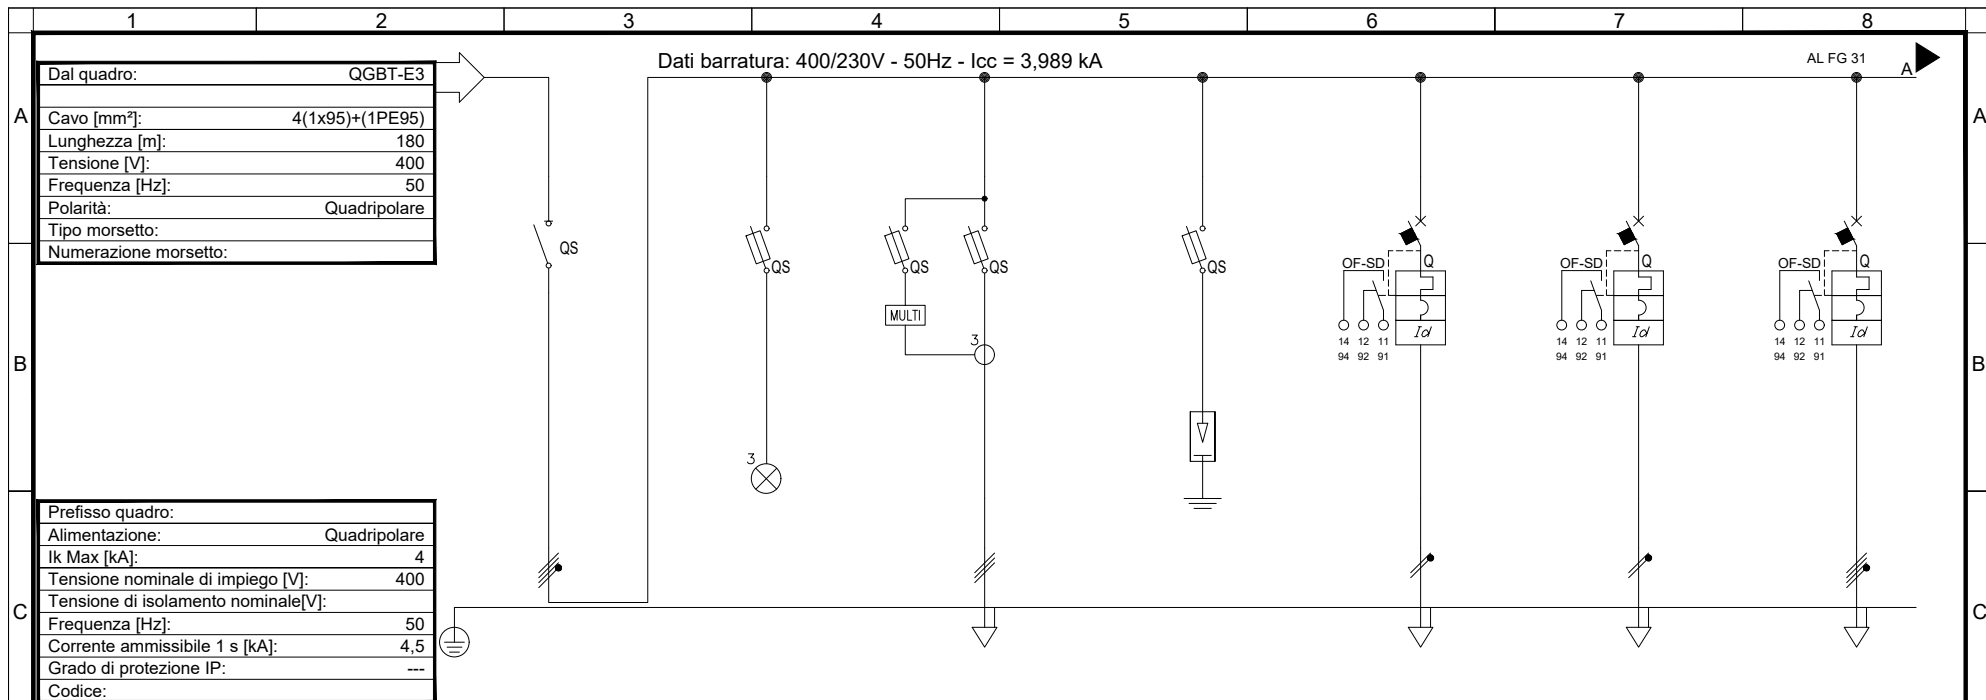 1 2 3 4 5 6 7 8
Dati barratura: 400/230V - 50Hz - Icc = 3,989 kA
AL FG 31
A
A
A
Dal quadro: QGBT-E3
Cavo [mm²]: 4(1x95)+(1PE95)
Lunghezza [m]: 180
Tensione [V]: 400
Frequenza [Hz]: 50
Polarità: Quadripolare
Tipo morsetto:
Numerazione morsetto:
QS
QS
QS
QS
QS
OF-SD Q
OF-SD Q
OF-SD Q
MULTI
3
Id
Id
Id
14 12 11
94 92 91
14 12 11
94 92 91
14 12 11
94 92 91
B
B
3
Prefisso quadro:
Alimentazione: Quadripolare
Ik Max [kA]: 4
Tensione nominale di impiego [V]: 400
Tensione di isolamento nominale[V]:
Frequenza [Hz]: 50
Corrente ammissibile 1 s [kA]: 4,5
Grado di protezione IP: ---
Codice:
C
C